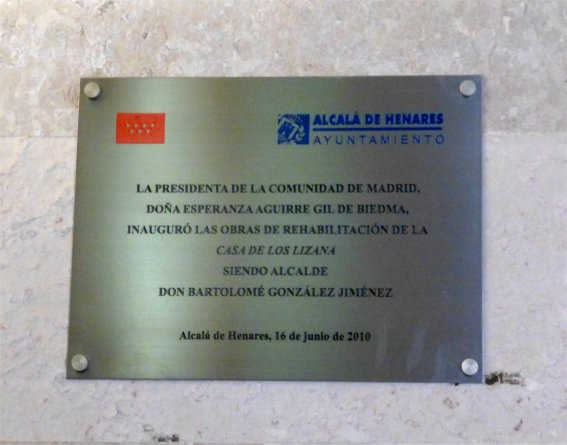 ALCALÁ DE HENARES
AYUNTAMIENTO
LA PRESIDENTA DE LA COMUNIDAD DE MADRID,
DOÑA ESPERANZA AGUIRRE GIL DE BIEDMA,
INAUGURÓ LAS OBRAS DE REHABILITACIÓN DE LA
CASA DE LOS LIZANA
SIENDO ALCALDE
DON BARTOLOMÉ GONZÁLEZ JIMÉNEZ
Alcalá de Henares, 16 de junio de 2010